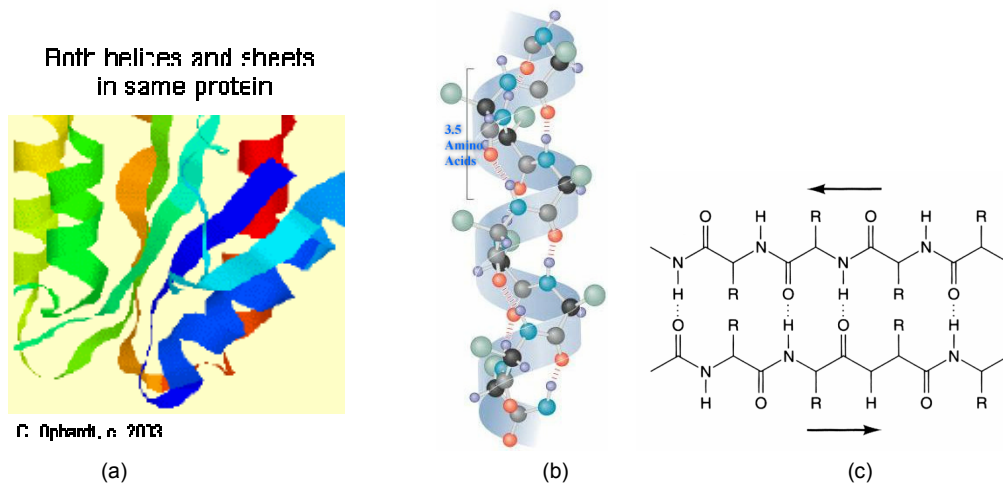 Both helices and sheets
in same protein
C. Ophardt, c. 2003
(a)
3.5
Amino
Acids
(b)
O H R O H R
N N
N N
H R O H R O
O R H O R H
N N
N
H O R H O R
(c)